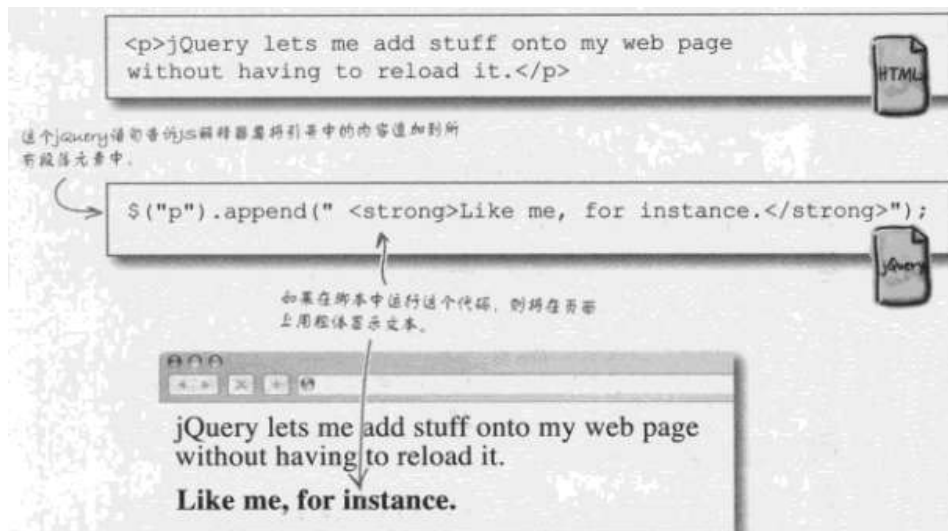 <p>jQuery lets me add stuff onto my web page
without having to reload it.</p>
HTML
这个jQuery语句告诉JS解释器要将引号中的内容追加到所
有段落元素中。
$("p").append(" <strong>Like me, for instance.</strong>");
jQuery
如果在脚本中运行这个代码，则将在页面
上用粗体显示文本。
jQuery lets me add stuff onto my web page
without having to reload it.
Like me, for instance.